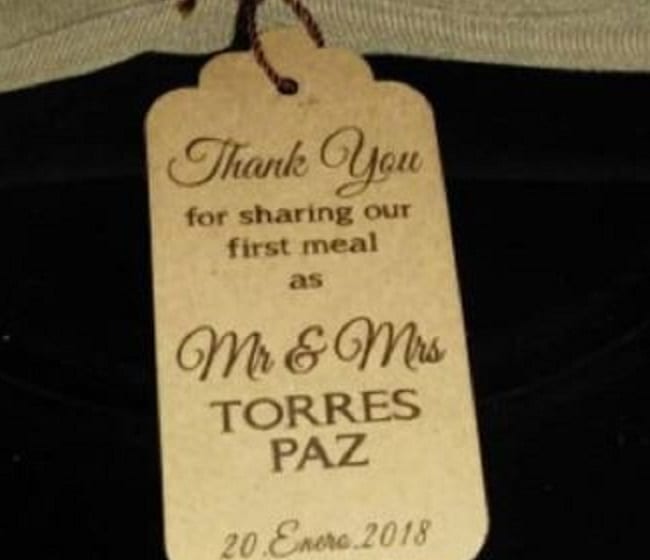 Thank You
for sharing our
first meal
as
Mr & Mrs
TORRES
PAZ
20.Enero.2018